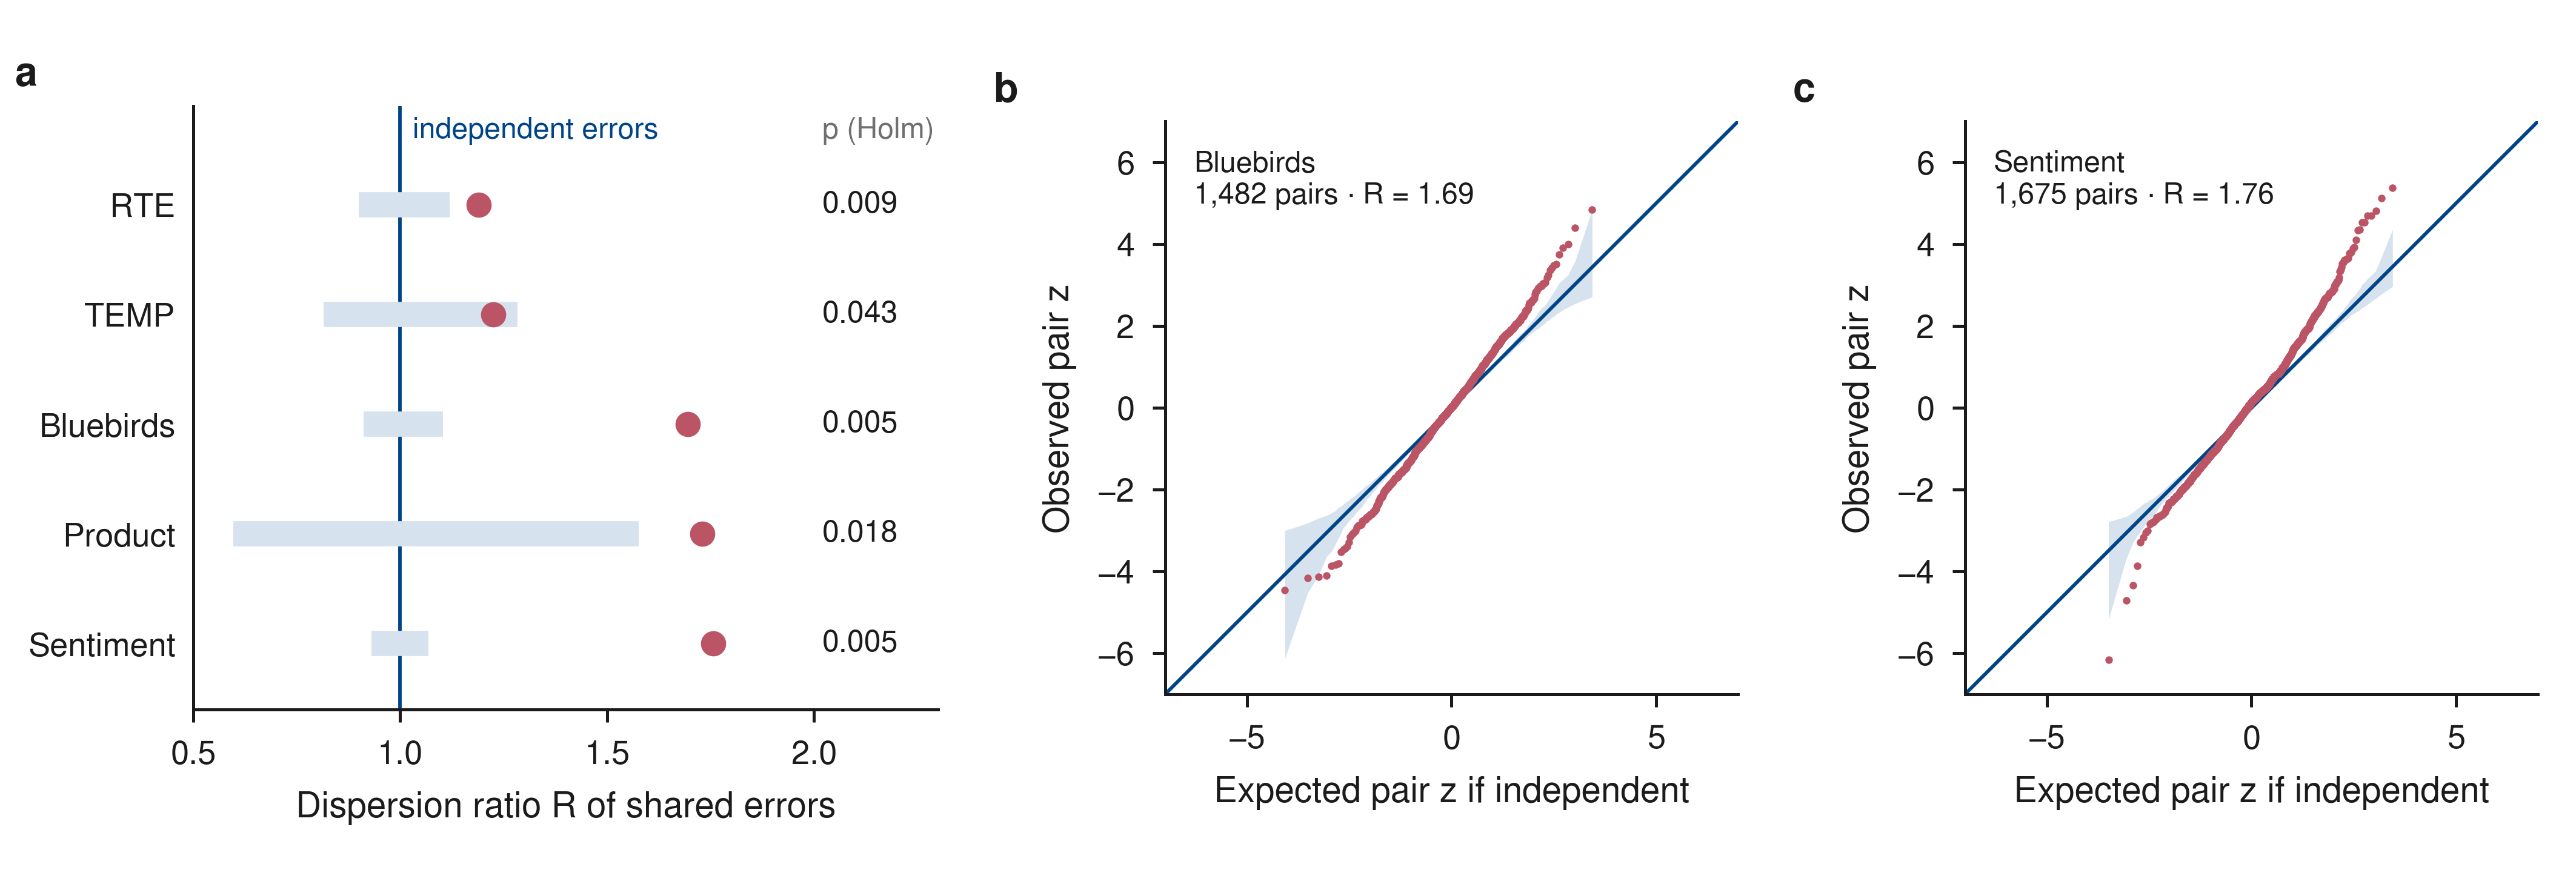 a
independent errors
p (Holm)
RTE
0.009
TEMP
0.043
Bluebirds
0.005
Product
0.018
Sentiment
0.005
0.5
1.0
1.5
2.0
Dispersion ratio R of shared errors
b
Bluebirds
1,482 pairs · R = 1.69
Observed pair z
6
4
2
0
−2
−4
−6
−5
0
5
Expected pair z if independent
c
Sentiment
1,675 pairs · R = 1.76
Observed pair z
6
4
2
0
−2
−4
−6
−5
0
5
Expected pair z if independent